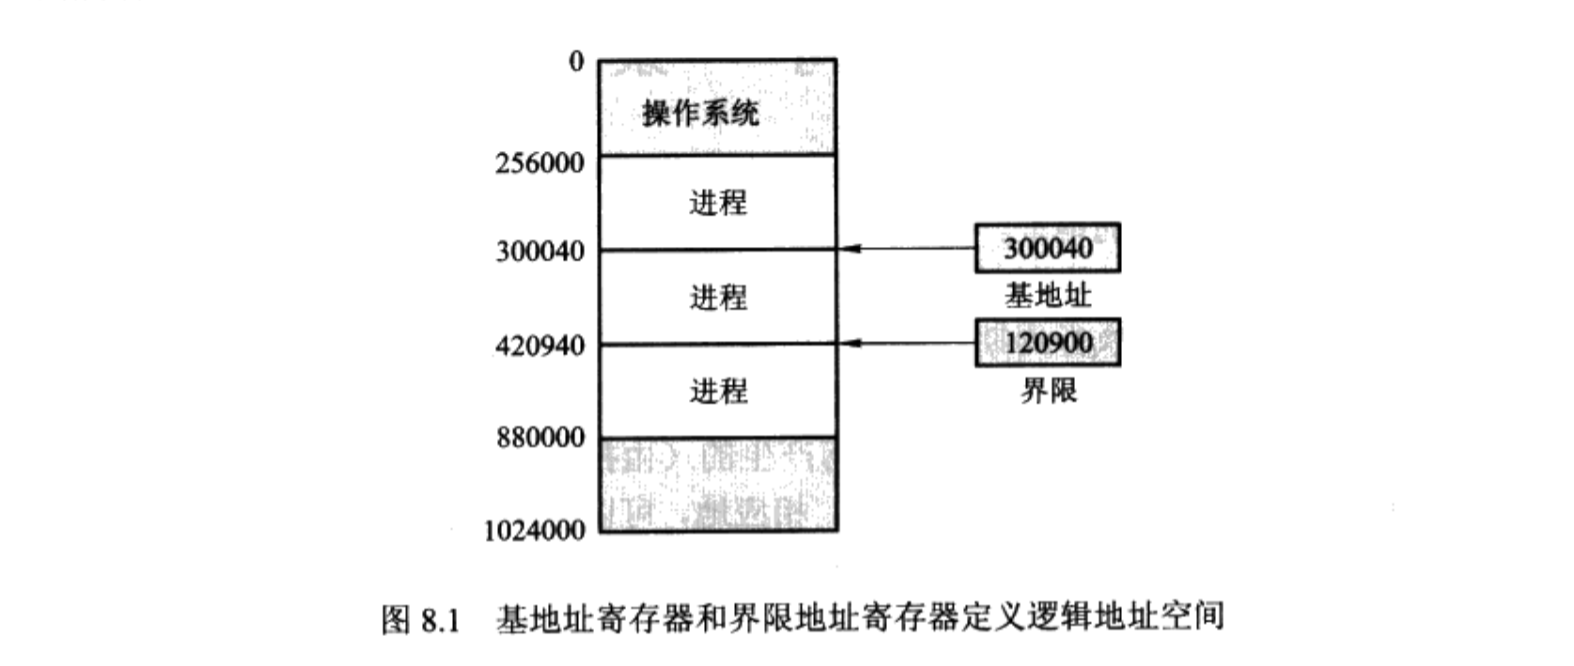 0
操作系统
256000
进程
300040
300040
基地址
进程
420940
120900
界限
进程
880000
1024000
图 8.1 基地址寄存器和界限地址寄存器定义逻辑地址空间